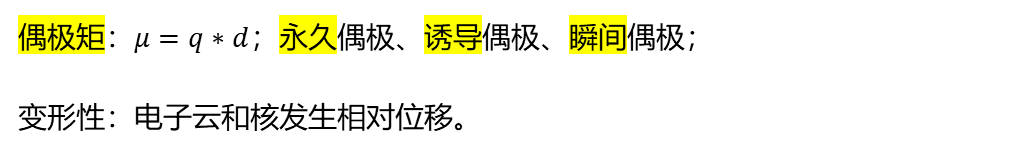 偶极矩：𝜇 = 𝑞 ∗ 𝑑；永久偶极、诱导偶极、瞬间偶极；
变形性：电子云和核发生相对位移。